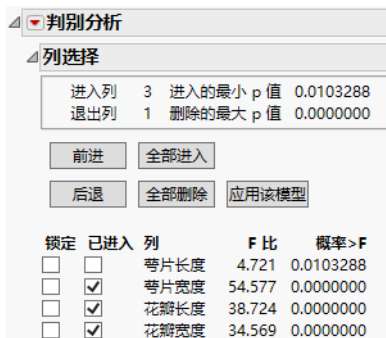 判别分析
列选择
进入列 3 进入的最小 p 值 0.0103288
退出列 1 删除的最大 p 值 0.0000000
前进 全部进入
后退 全部删除 应用该模型
锁定 已进入 列 F 比 概率>F
萼片长度 4.721 0.0103288
萼片宽度 54.577 0.0000000
花瓣长度 38.724 0.0000000
花瓣宽度 34.569 0.0000000